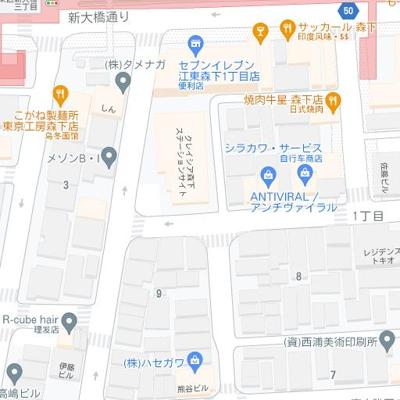 三丁目
新大橋通り
50
サッカール 森下
印度风味・$$
セブンイレブン
江東森下1丁目店
便利店
(株)タメナガ
しん
こがね製麺所
東京工房森下店
乌冬面馆
焼肉牛星 森下店
日式烧肉
クレイシア森下
ステーションサイト
シラカワ・サービス
自行车商店
メゾンB・I
3
佐藤ビル
ANTIVIRAL /
アンチヴァイラル
1丁目
レジデンス
トキオ
8
9
R-cube hair
理发店
(資)西浦美術印刷所
伊藤
ビル
(株)ハセガワ
高嶋ビル
熊谷ビル
7